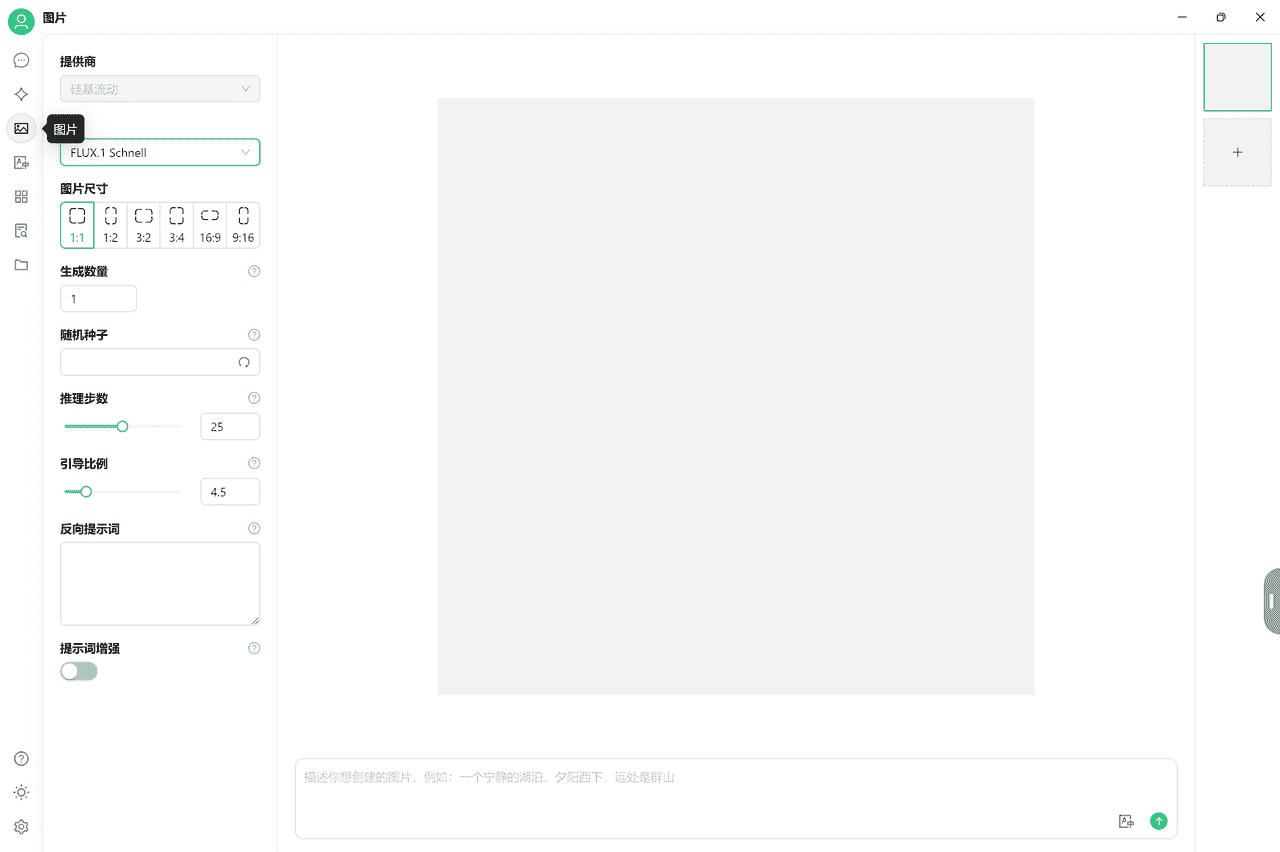 图片
提供商
硅基流动
图片
FLUX.1 Schnell
图片尺寸
1:1 1:2 3:2 3:4 16:9 9:16
生成数量
1
随机种子
推理步数
25
引导比例
4.5
反向提示词
提示词增强
描述你想创建的图片，例如：一个宁静的湖泊，夕阳西下，远处是群山